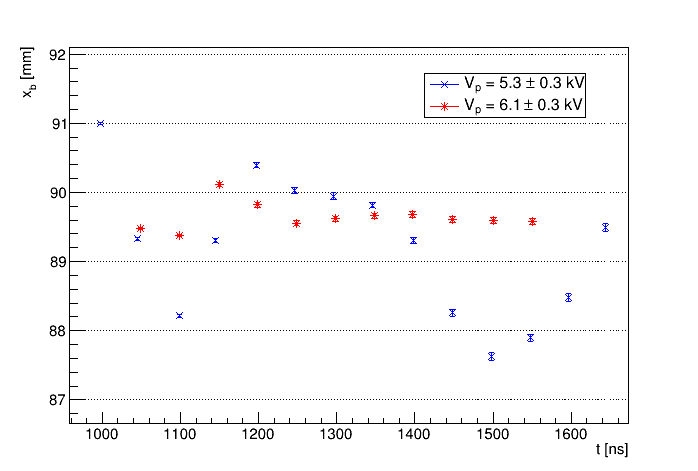 x_b [mm]
92
91
90
89
88
87
V_p = 5.3 ± 0.3 kV
V_p = 6.1 ± 0.3 kV
1000 1100 1200 1300 1400 1500 1600
t [ns]